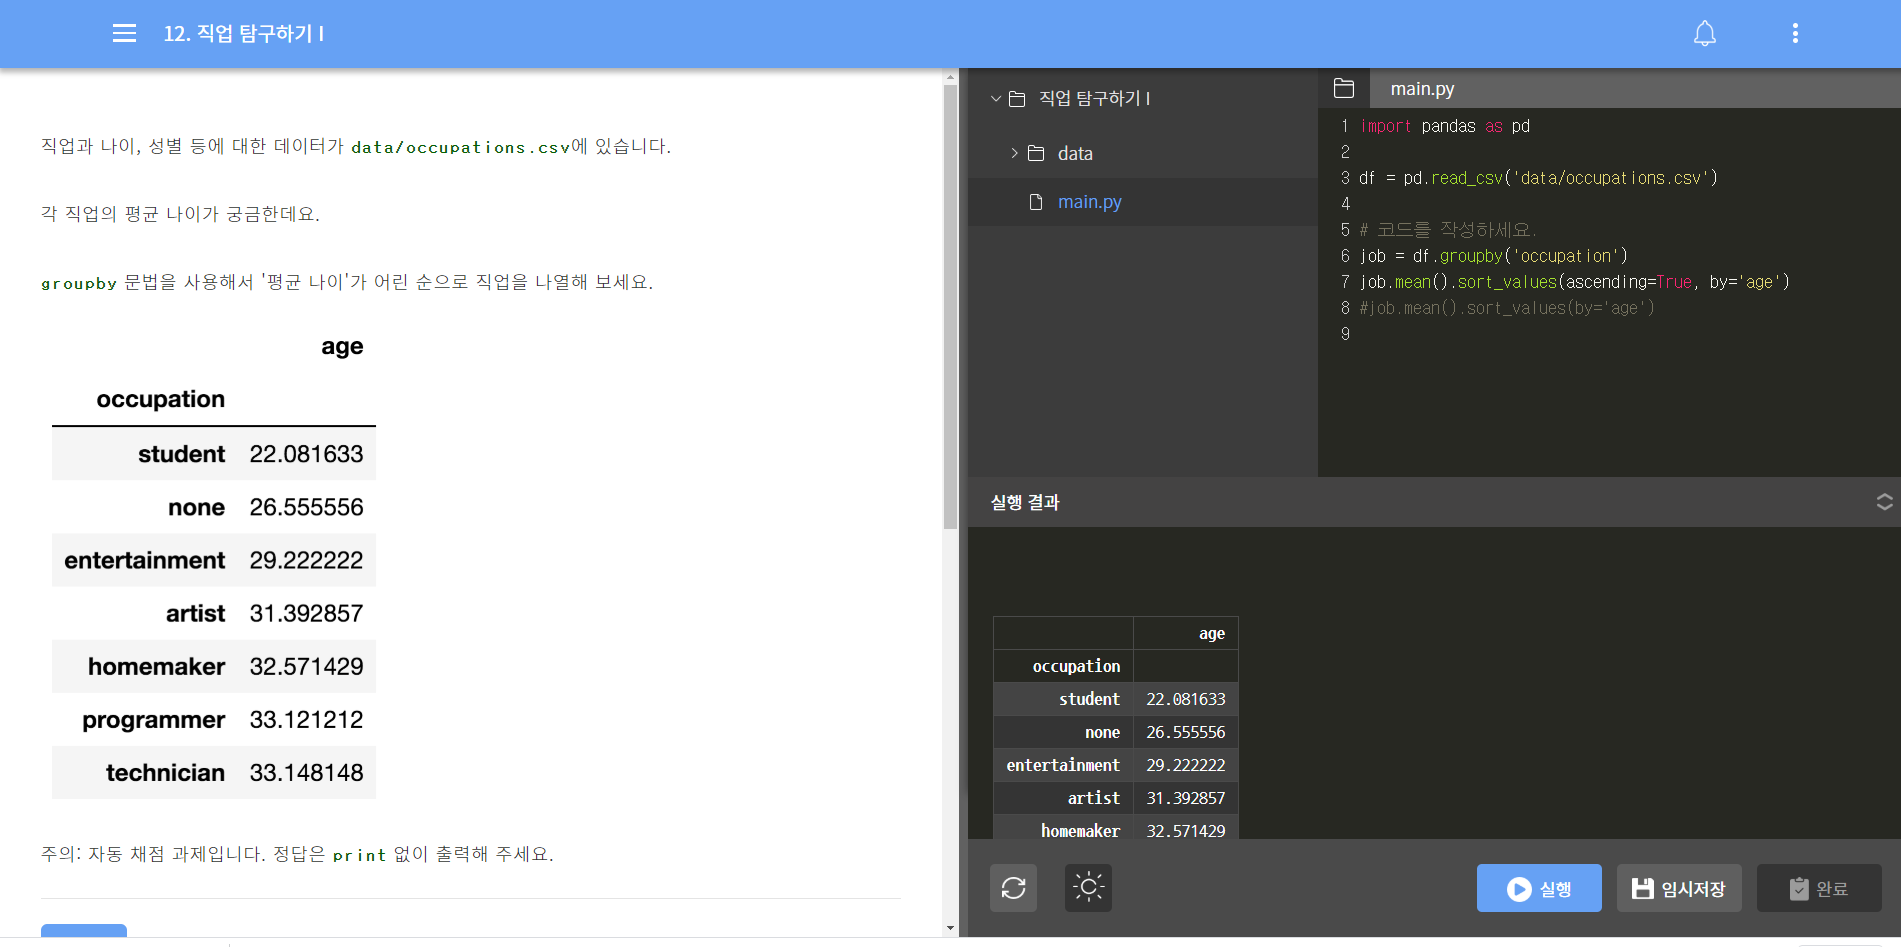 12. 직업 탐구하기 I
직업과 나이, 성별 등에 대한 데이터가 data/occupations.csv에 있습니다.
각 직업의 평균 나이가 궁금한데요.
groupby 문법을 사용해서 '평균 나이'가 어린 순으로 직업을 나열해 보세요.
age
occupation
student 22.081633
none 26.555556
entertainment 29.222222
artist 31.392857
homemaker 32.571429
programmer 33.121212
technician 33.148148
주의: 자동 채점 과제입니다. 정답은 print 없이 출력해 주세요.
직업 탐구하기 I
data
main.py
main.py
1 import pandas as pd
2
3 df = pd.read_csv('data/occupations.csv')
4
5 # 코드를 작성하세요.
6 job = df.groupby('occupation')
7 job.mean().sort_values(ascending=True, by='age')
8 #job.mean().sort_values(by='age')
9
실행 결과
age
occupation
student 22.081633
none 26.555556
entertainment 29.222222
artist 31.392857
homemaker 32.571429
실행 임시저장 완료